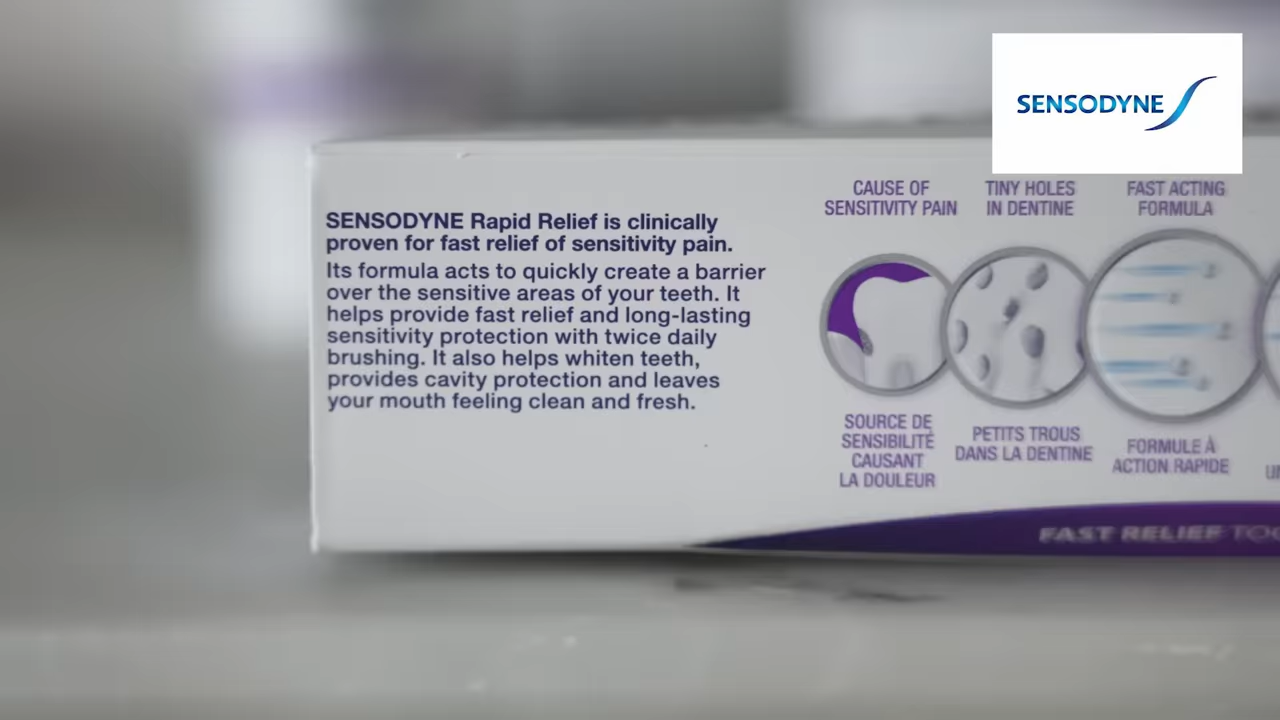 SENSODYNE
SENSODYNE Rapid Relief is clinically
proven for fast relief of sensitivity pain.
Its formula acts to quickly create a barrier
over the sensitive areas of your teeth. It
helps provide fast relief and long-lasting
sensitivity protection with twice daily
brushing. It also helps whiten teeth,
provides cavity protection and leaves
your mouth feeling clean and fresh.
CAUSE OF
SENSITIVITY PAIN
TINY HOLES
IN DENTINE
FAST ACTING
FORMULA
SOURCE DE
SENSIBILITÉ
CAUSANT
LA DOULEUR
PETITS TROUS
DANS LA DENTINE
FORMULE À
ACTION RAPIDE
FAST RELIEF